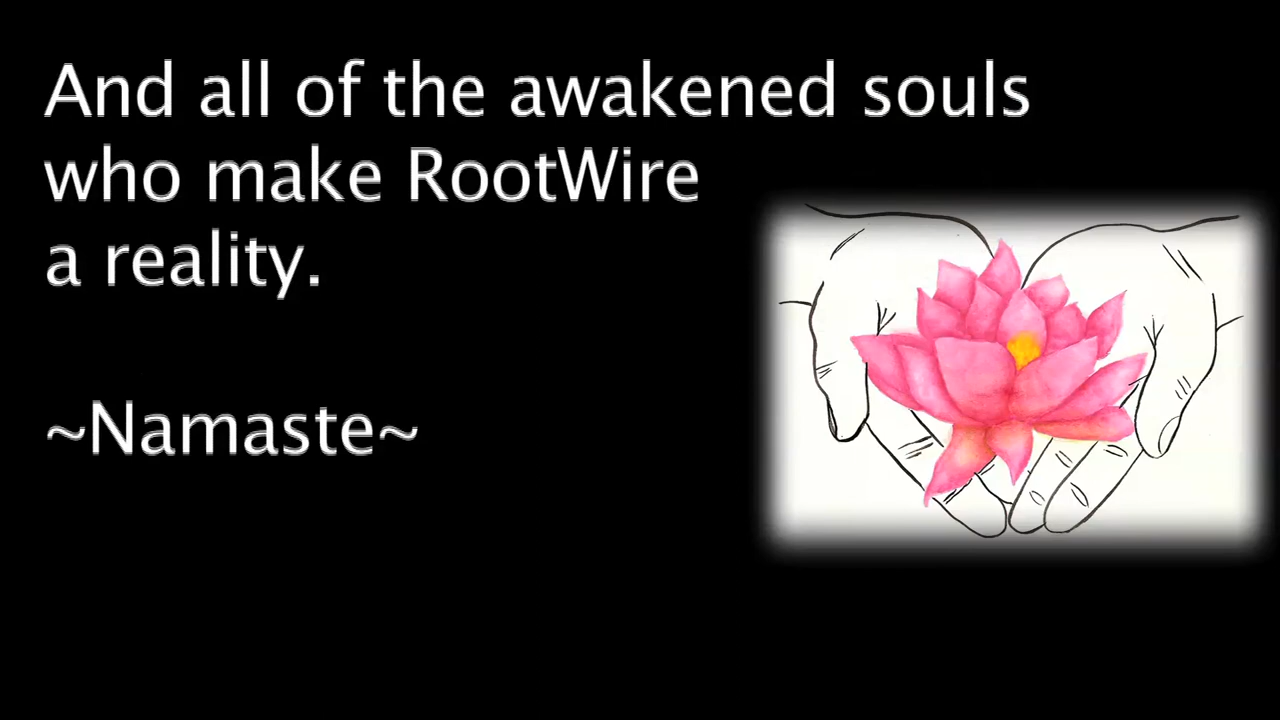 And all of the awakened souls
who make RootWire
a reality.
~Namaste~